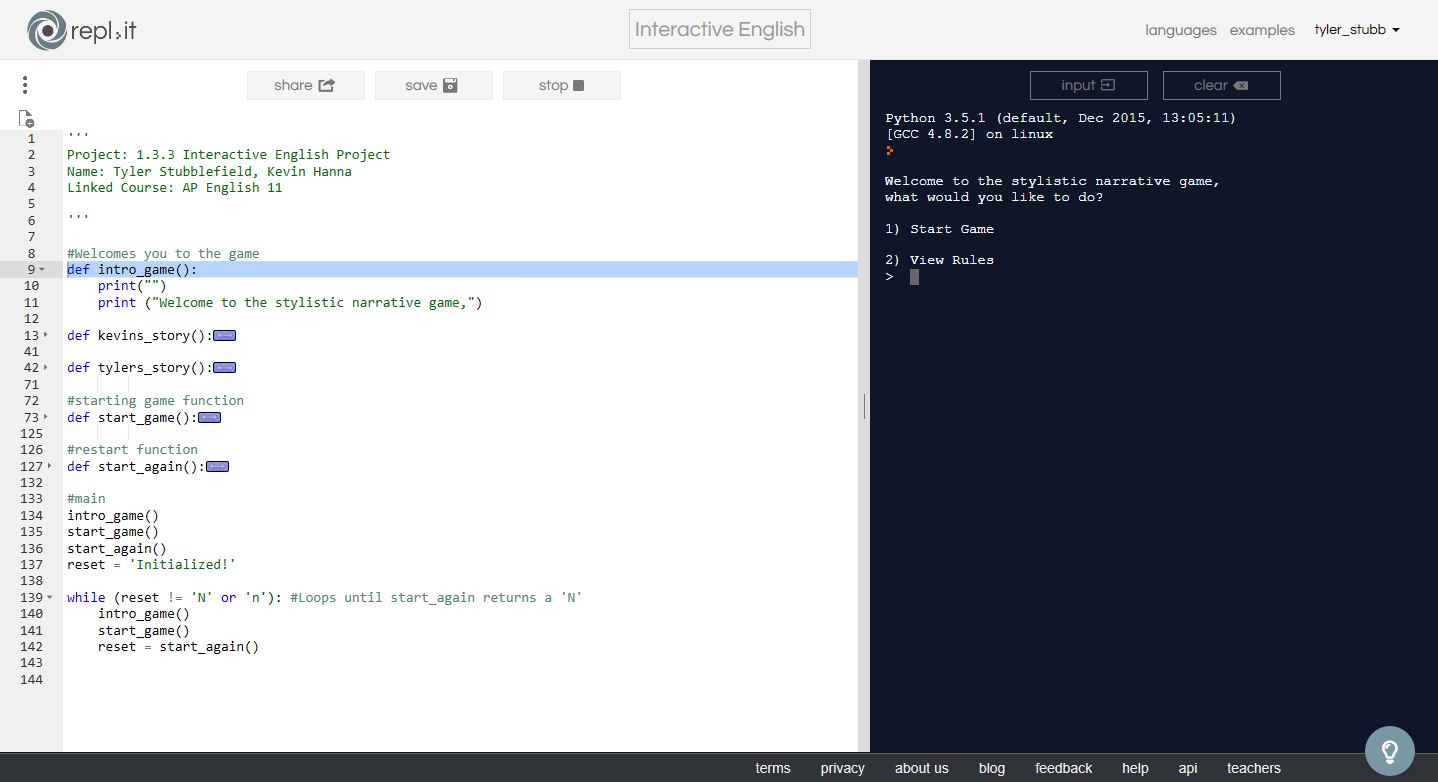 repl.it
Interactive English
languages examples tyler_stubb
share save stop
input clear
1 '''
2 Project: 1.3.3 Interactive English Project
3 Name: Tyler Stubblefield, Kevin Hanna
4 Linked Course: AP English 11
5
6 '''
7
8 #Welcomes you to the game
9 def intro_game():
10 print("")
11 print ("Welcome to the stylistic narrative game,")
12
13 def kevins_story():
41
42 def tylers_story():
71
72 #starting game function
73 def start_game():
125
126 #restart function
127 def start_again():
132
133 #main
134 intro_game()
135 start_game()
136 start_again()
137 reset = 'Initialized!'
138
139 while (reset != 'N' or 'n'): #Loops until start_again returns a 'N'
140 intro_game()
141 start_game()
142 reset = start_again()
143
144
Python 3.5.1 (default, Dec 2015, 13:05:11)
[GCC 4.8.2] on linux
Welcome to the stylistic narrative game,
what would you like to do?
1) Start Game
2) View Rules
>
terms privacy about us blog feedback help api teachers